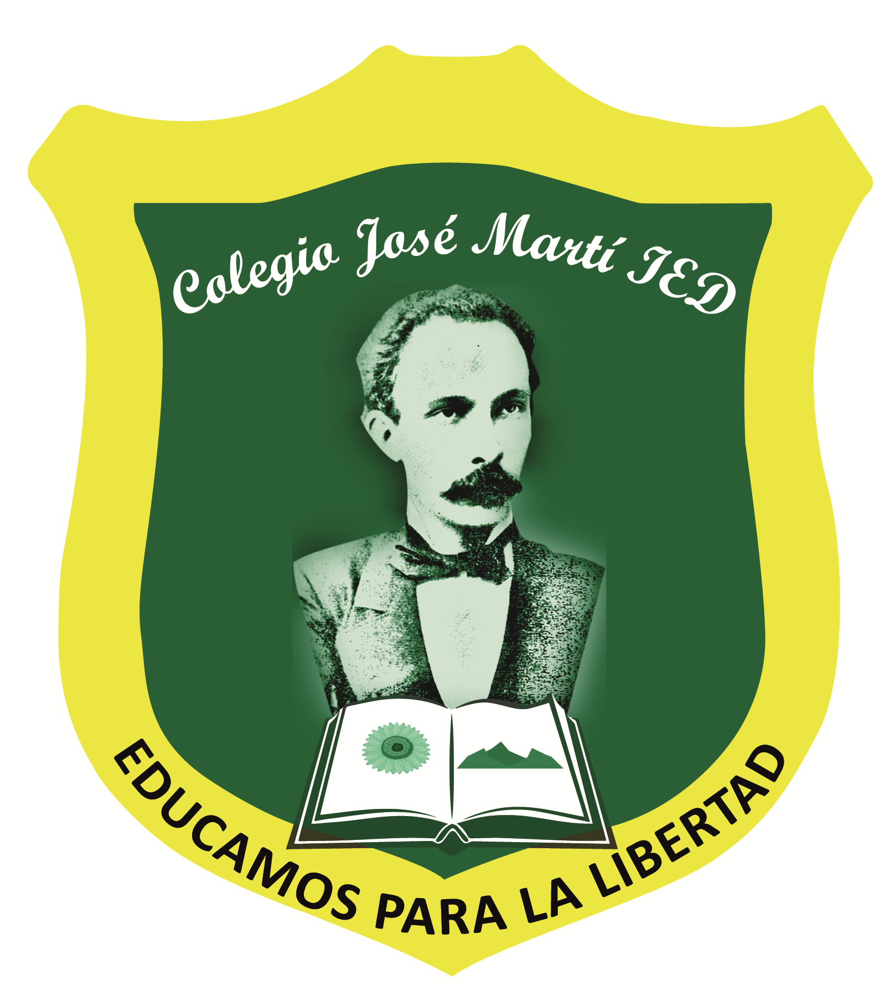 Colegio José Martí IED
EDUCAMOS PARA LA LIBERTAD